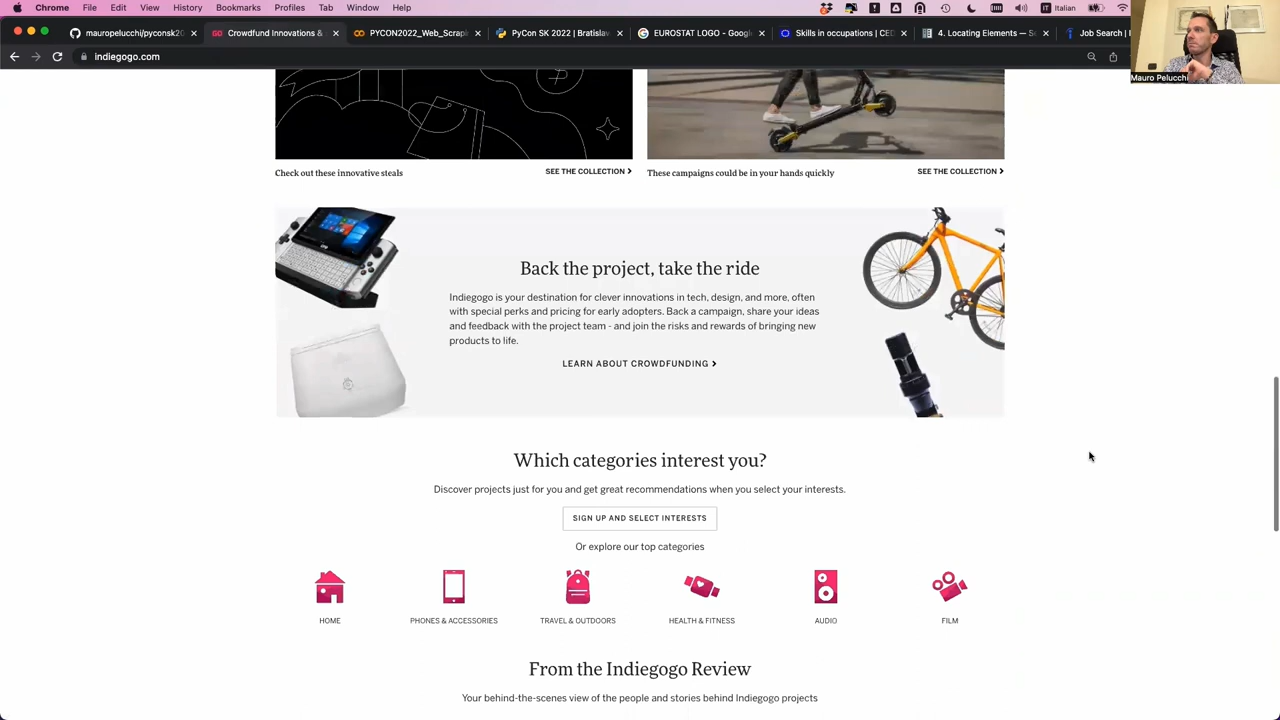 Chrome File Edit View History Bookmarks Profiles Tab Window Help
IT Italian
mauropelucchi/pyconsk20
Crowdfund Innovations &
PYCON2022_Web_Scrapi
PyCon SK 2022 | Bratislav
EUROSTAT LOGO - Google
Skills in occupations | CED
4. Locating Elements — Se
Job Search | I
indiegogo.com
Mauro Pelucchi
Check out these innovative steals
SEE THE COLLECTION
These campaigns could be in your hands quickly
SEE THE COLLECTION
Back the project, take the ride
Indiegogo is your destination for clever innovations in tech, design, and more, often
with special perks and pricing for early adopters. Back a campaign, share your ideas
and feedback with the project team - and join the risks and rewards of bringing new
products to life.
LEARN ABOUT CROWDFUNDING
Which categories interest you?
Discover projects just for you and get great recommendations when you select your interests.
SIGN UP AND SELECT INTERESTS
Or explore our top categories
HOME
PHONES & ACCESSORIES
TRAVEL & OUTDOORS
HEALTH & FITNESS
AUDIO
FILM
From the Indiegogo Review
Your behind-the-scenes view of the people and stories behind Indiegogo projects